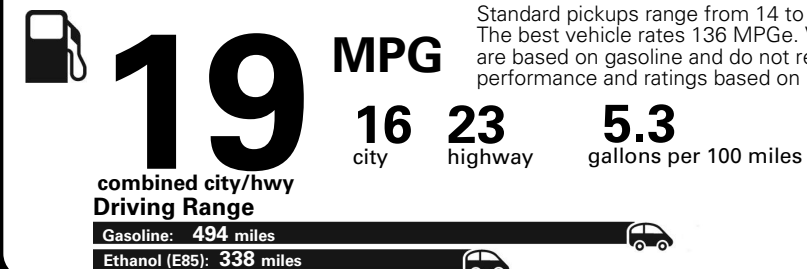 Standard pickups range from 14 to
The best vehicle rates 136 MPGe.
are based on gasoline and do not
performance and ratings based on
19 MPG
16 23 5.3
city highway gallons per 100 miles
combined city/hwy
Driving Range
Gasoline: 494 miles
Ethanol (E85): 338 miles